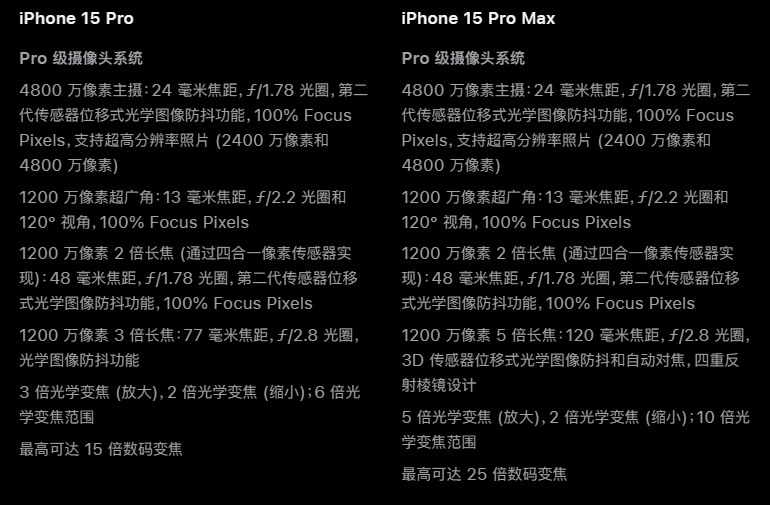 iPhone 15 Pro
Pro 级摄像头系统
4800 万像素主摄：24 毫米焦距，ƒ/1.78 光圈，第二
代传感器位移式光学图像防抖功能，100% Focus
Pixels，支持超高分辨率照片 (2400 万像素和
4800 万像素)
1200 万像素超广角：13 毫米焦距，ƒ/2.2 光圈和
120° 视角，100% Focus Pixels
1200 万像素 2 倍长焦 (通过四合一像素传感器实
现)：48 毫米焦距，ƒ/1.78 光圈，第二代传感器位移
式光学图像防抖功能，100% Focus Pixels
1200 万像素 3 倍长焦：77 毫米焦距，ƒ/2.8 光圈，
光学图像防抖功能
3 倍光学变焦 (放大)，2 倍光学变焦 (缩小)；6 倍光
学变焦范围
最高可达 15 倍数码变焦
iPhone 15 Pro Max
Pro 级摄像头系统
4800 万像素主摄：24 毫米焦距，ƒ/1.78 光圈，第二
代传感器位移式光学图像防抖功能，100% Focus
Pixels，支持超高分辨率照片 (2400 万像素和
4800 万像素)
1200 万像素超广角：13 毫米焦距，ƒ/2.2 光圈和
120° 视角，100% Focus Pixels
1200 万像素 2 倍长焦 (通过四合一像素传感器实
现)：48 毫米焦距，ƒ/1.78 光圈，第二代传感器位移
式光学图像防抖功能，100% Focus Pixels
1200 万像素 5 倍长焦：120 毫米焦距，ƒ/2.8 光圈，
3D 传感器位移式光学图像防抖和自动对焦，四重反
射棱镜设计
5 倍光学变焦 (放大)，2 倍光学变焦 (缩小)；10 倍光
学变焦范围
最高可达 25 倍数码变焦